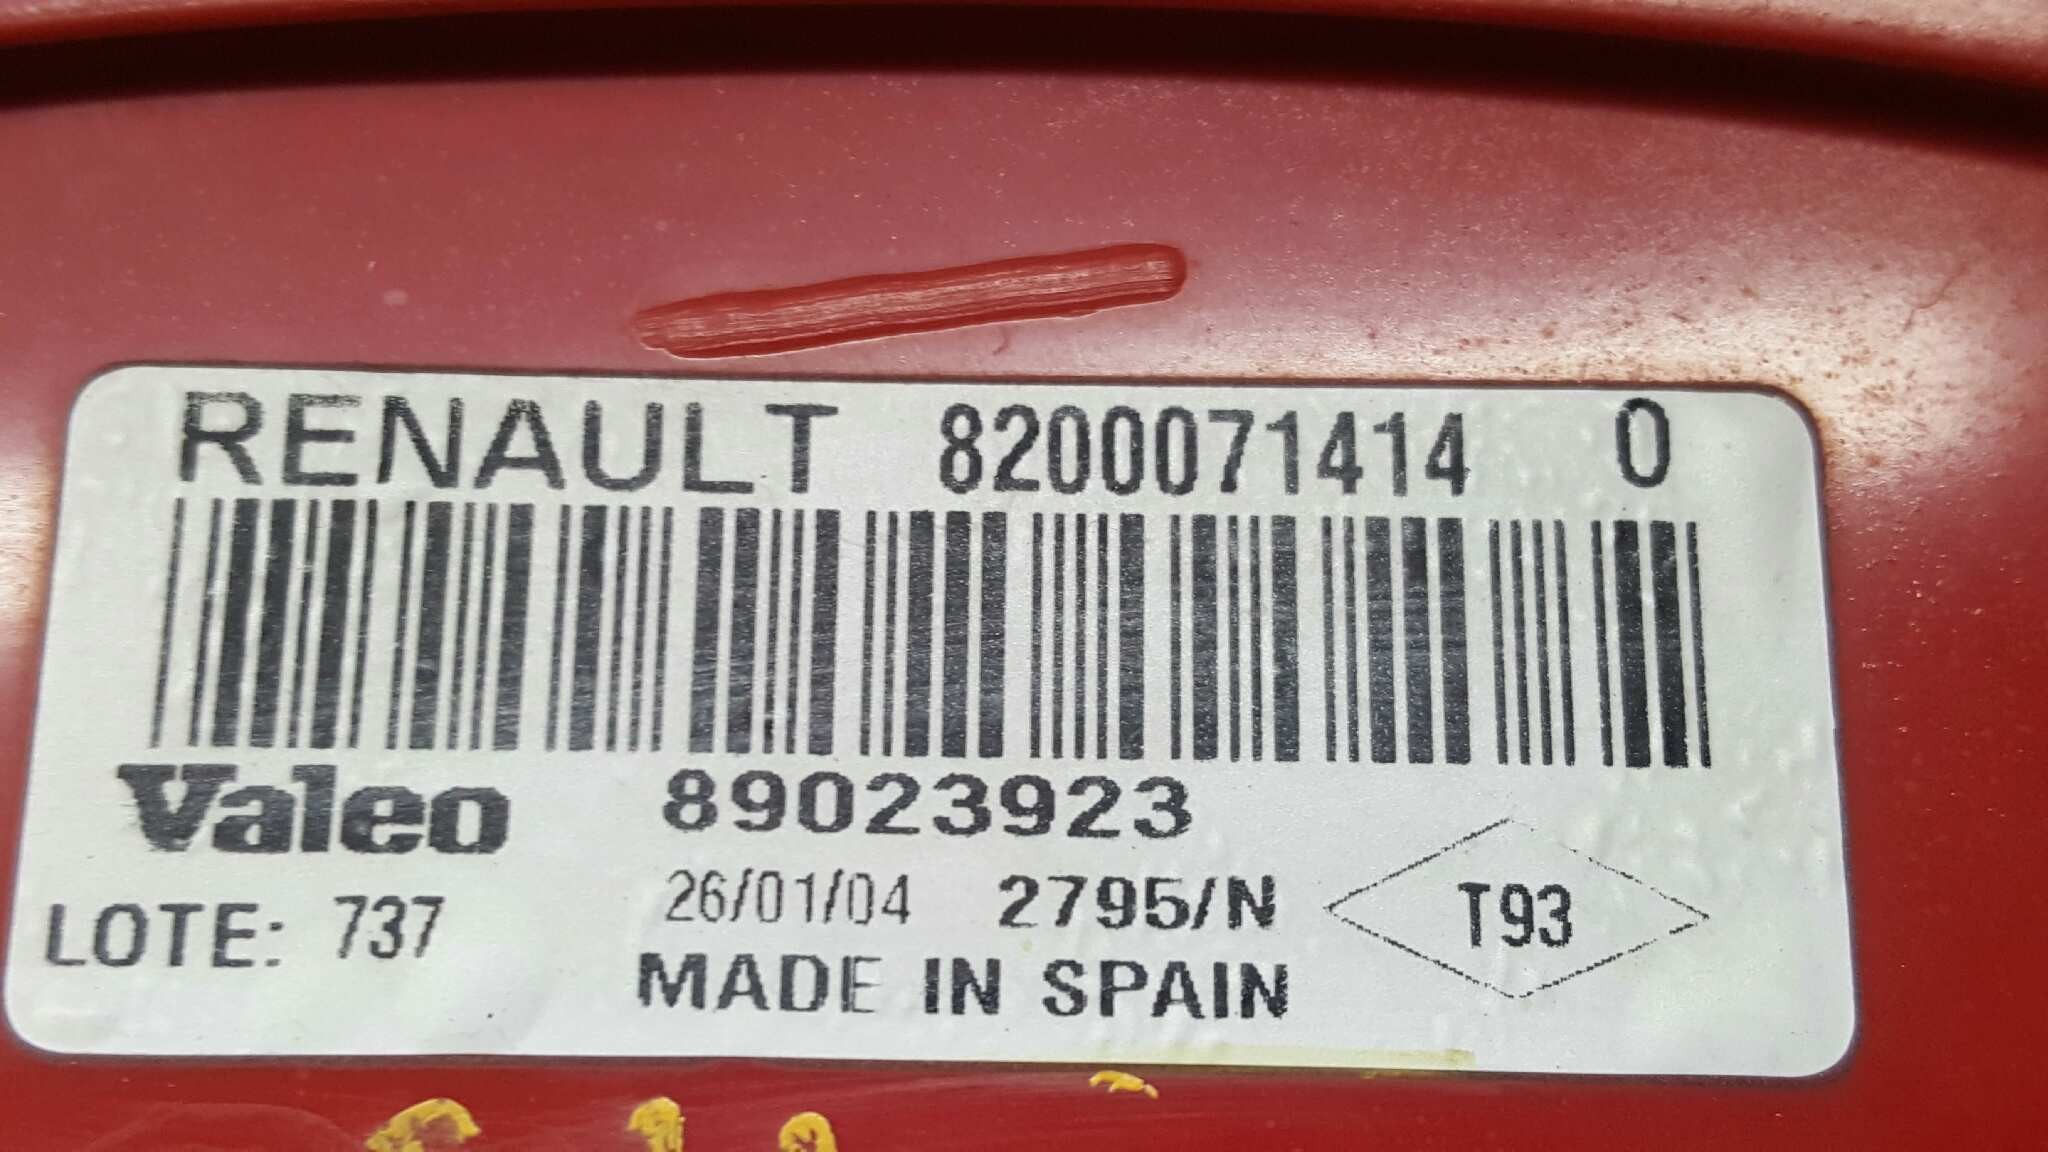 RENAULT 8200071414 0
Valeo 89023923
LOTE: 737 26/01/04 2795/N T93
MADE IN SPAIN